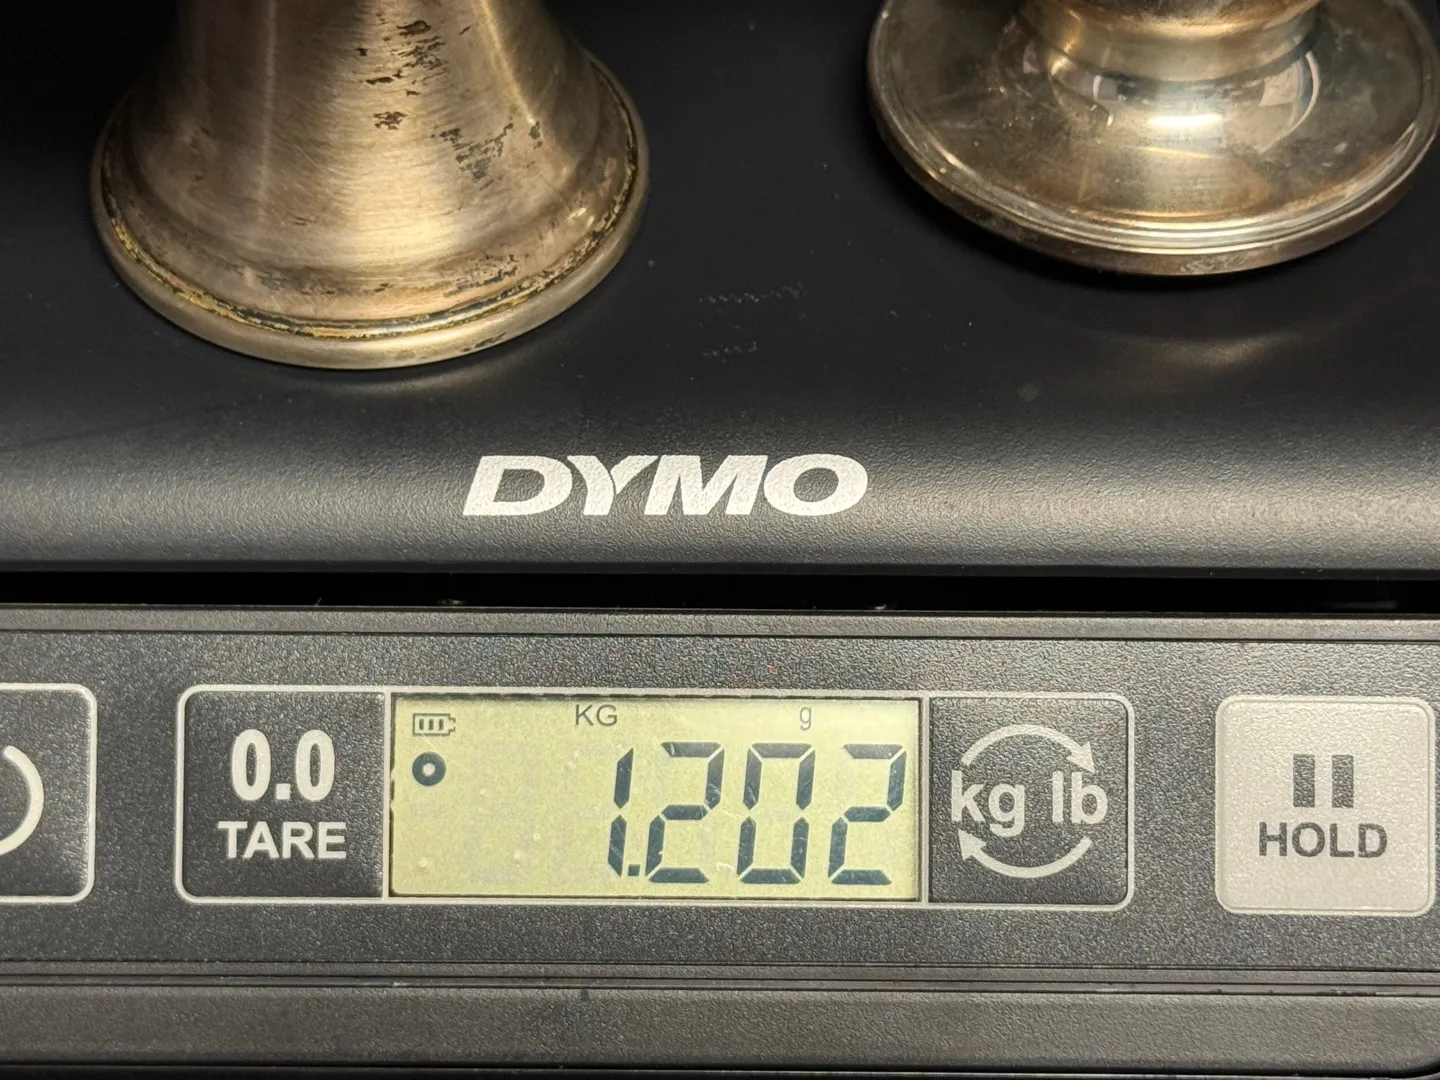 DYMO
KG g
1.202
0.0
TARE
kg lb
HOLD